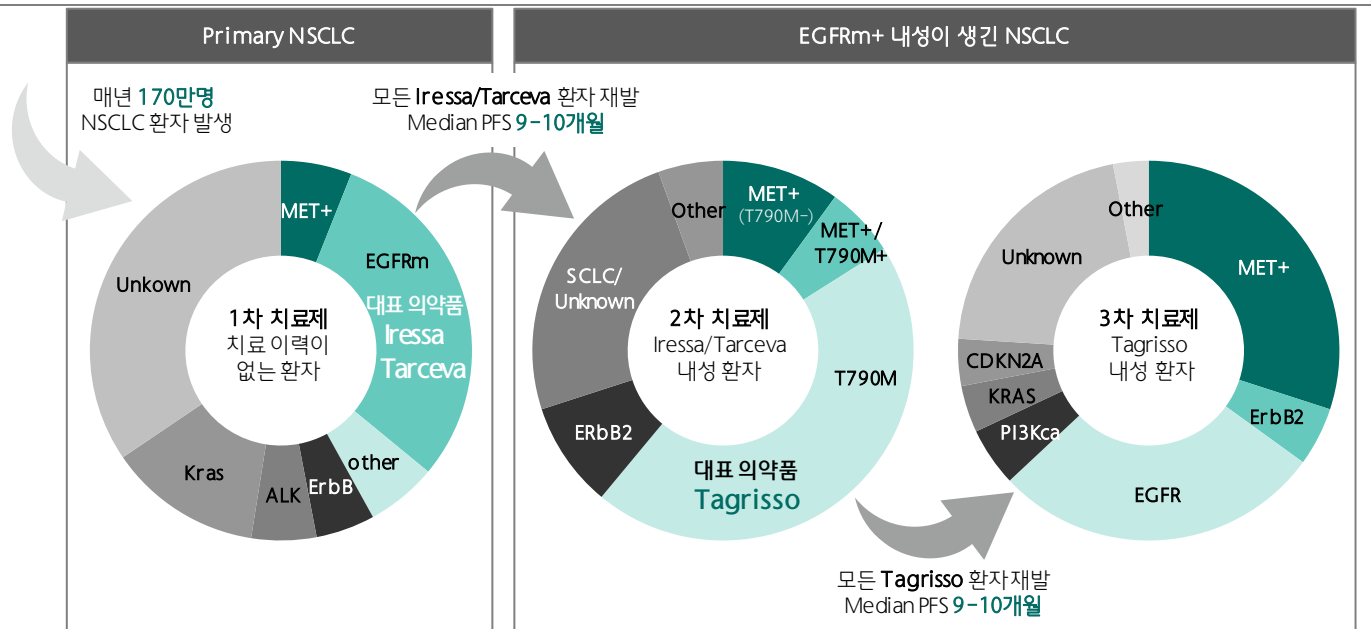 Primary NSCLC
매년 170만명
NSCLC 환자 발생
모든 Iressa/Tarceva 환자 재발
Median PFS 9-10개월
MET+
EGFRm
대표 의약품
Iressa
Tarceva
other
ErbB
ALK
Kras
Unkown
1차 치료제
치료 이력이
없는 환자
EGFRm+ 내성이 생긴 NSCLC
MET+
(T790M-)
MET+/
T790M+
T790M
대표 의약품
Tagrisso
ERbB2
SCLC/
Unknown
Other
2차 치료제
Iressa/Tarceva
내성 환자
모든 Tagrisso 환자 재발
Median PFS 9-10개월
MET+
ErbB2
EGFR
PI3Kca
KRAS
CDKN2A
Unknown
Other
3차 치료제
Tagrisso
내성 환자